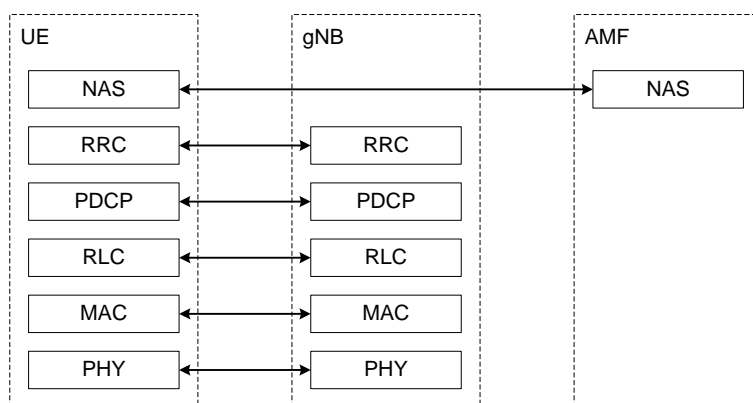 UE gNB AMF
NAS NAS
RRC RRC
PDCP PDCP
RLC RLC
MAC MAC
PHY PHY